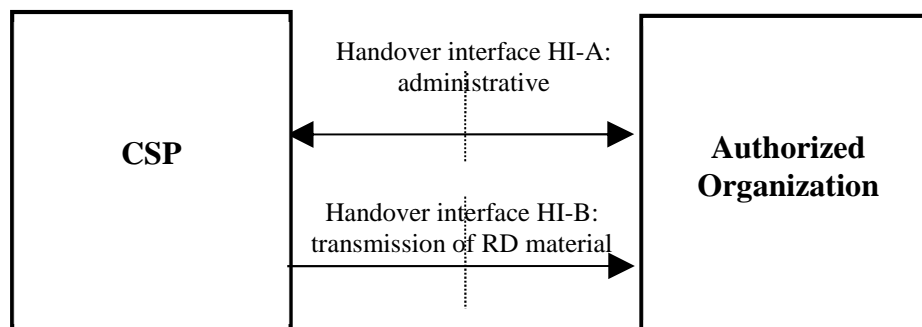 Handover interface HI-A:
administrative
CSP
Authorized
Organization
Handover interface HI-B:
transmission of RD material